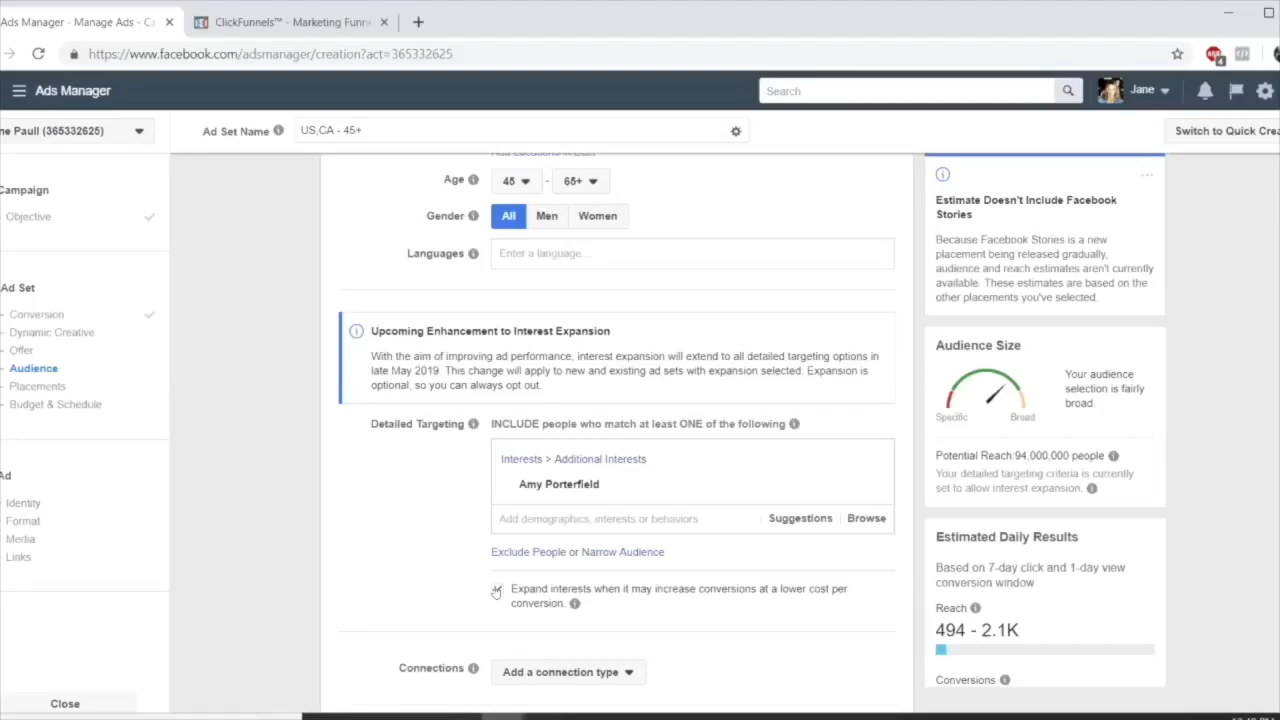 Ads Manager - Manage Ads - Ca
ClickFunnels™ - Marketing Funne
https://www.facebook.com/adsmanager/creation?act=365332625
4
Ads Manager
Search
Jane
ne Paull (365332625)
Ad Set Name
US,CA - 45+
Switch to Quick Crea
Campaign
Objective
Ad Set
Conversion
Dynamic Creative
Offer
Audience
Placements
Budget & Schedule
Ad
Identity
Format
Media
Links
Close
Age
45
-
65+
Gender
All
Men
Women
Languages
Enter a language...
Upcoming Enhancement to Interest Expansion
With the aim of improving ad performance, interest expansion will extend to all detailed targeting options in
late May 2019. This change will apply to new and existing ad sets with expansion selected. Expansion is
optional, so you can always opt out.
Detailed Targeting
INCLUDE people who match at least ONE of the following
Interests > Additional Interests
Amy Porterfield
Add demographics, interests or behaviors
Suggestions
Browse
Exclude People or Narrow Audience
Expand interests when it may increase conversions at a lower cost per
conversion.
Connections
Add a connection type
Estimate Doesn't Include Facebook
Stories
Because Facebook Stories is a new
placement being released gradually,
audience and reach estimates aren't currently
available. These estimates are based on the
other placements you've selected.
Audience Size
Specific
Broad
Your audience
selection is fairly
broad.
Potential Reach:94,000,000 people
Your detailed targeting criteria is currently
set to allow interest expansion.
Estimated Daily Results
Based on 7-day click and 1-day view
conversion window
Reach
494 - 2.1K
Conversions